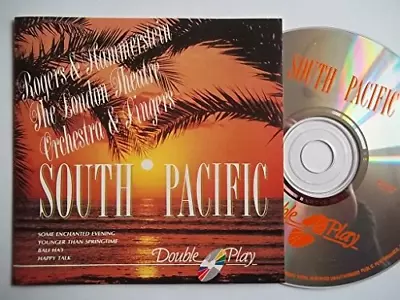 Rogers & Hammerstein
The London Theatre
Orchestra & Singers
SOUTH PACIFIC
SOME ENCHANTED EVENING
YOUNGER THAN SPRINGTIME
BALI HA'I
HAPPY TALK
Double Play
SOUTH PACIFIC
Double Play